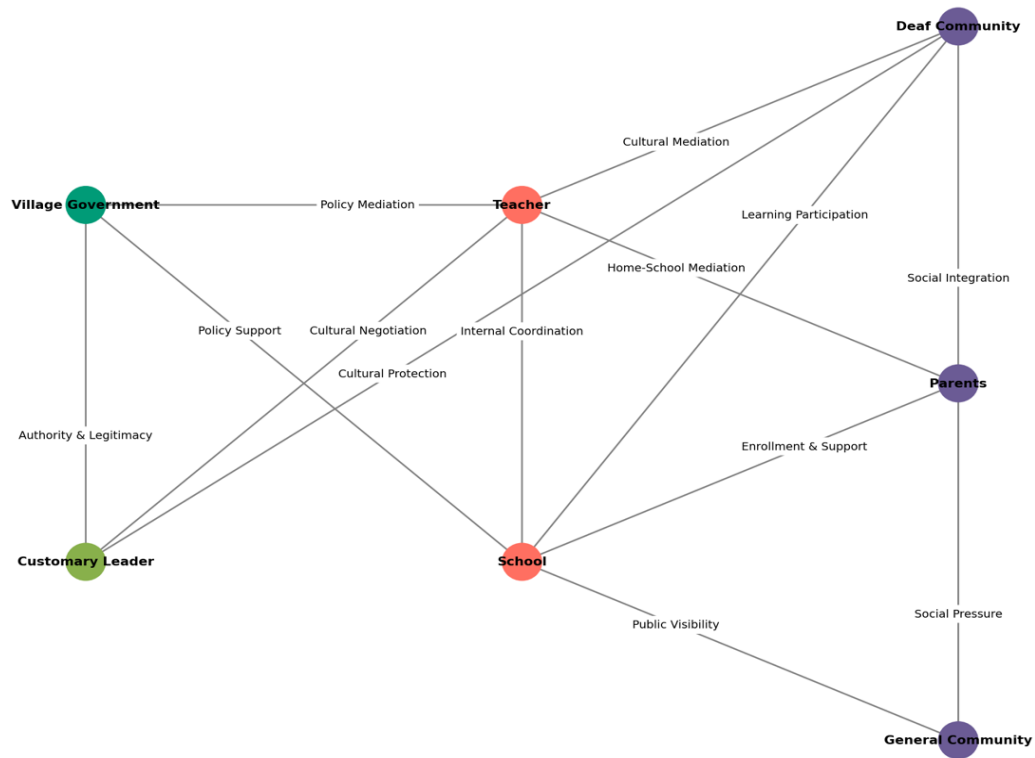 Deaf Community
Cultural Mediation
Village Government
Policy Mediation
Teacher
Learning Participation
Home-School Mediation
Social Integration
Policy Support
Cultural Negotiation
Internal Coordination
Cultural Protection
Parents
Authority & Legitimacy
Enrollment & Support
Customary Leader
School
Social Pressure
Public Visibility
General Community